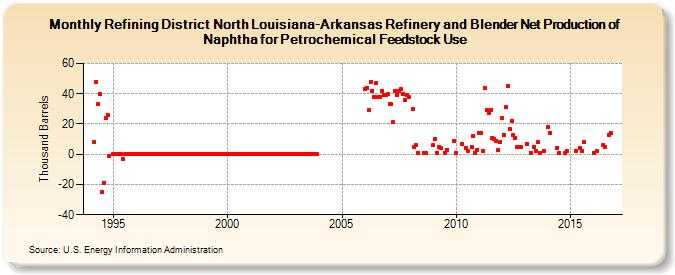 Monthly Refining District North Louisiana-Arkansas Refinery and Blender Net Production of
Naphtha for Petrochemical Feedstock Use
Thousand Barrels
60
40
20
0
-20
-40
1995
2000
2005
2010
2015
Source: U.S. Energy Information Administration